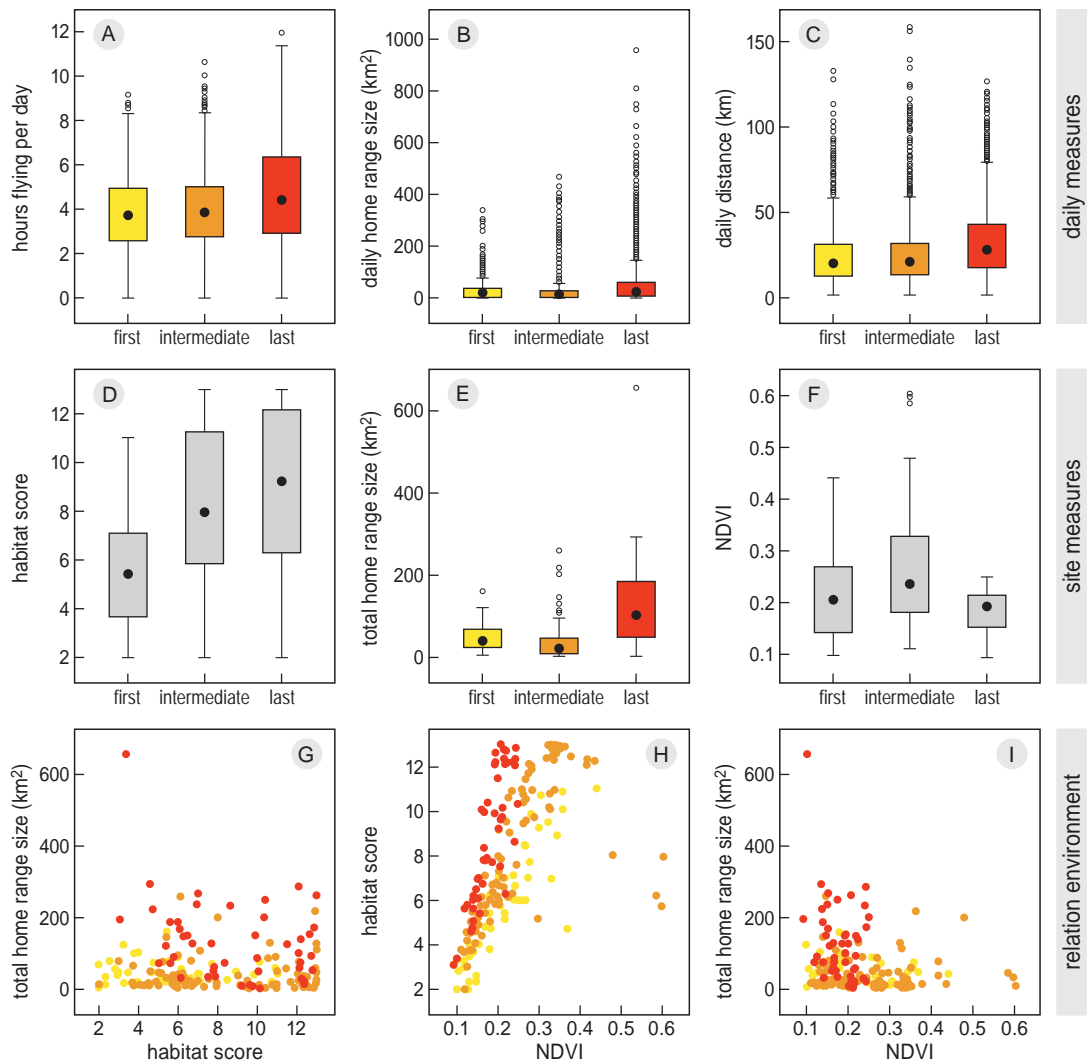 A
hours flying per day
12
10
8
6
4
2
0
first intermediate last
B
daily home range size (km²)
1000
800
600
400
200
0
first intermediate last
C
daily distance (km)
150
100
50
0
first intermediate last
daily measures
D
habitat score
12
10
8
6
4
2
first intermediate last
E
total home range size (km²)
600
400
200
0
first intermediate last
F
NDVI
0.6
0.5
0.4
0.3
0.2
0.1
first intermediate last
site measures
G
total home range size (km²)
600
400
200
0
2 4 6 8 10 12
habitat score
H
habitat score
12
10
8
6
4
2
0.1 0.2 0.3 0.4 0.5 0.6
NDVI
I
total home range size (km²)
600
400
200
0
0.1 0.2 0.3 0.4 0.5 0.6
NDVI
relation environment